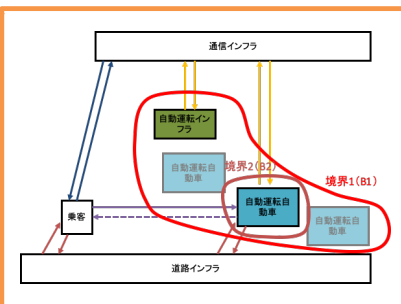 通信インフラ
自動運転イン
フラ
自動運転自
動車
境界2(B2)
境界1(B1)
自動運転自
動車
自動運転自
動車
乗客
道路インフラ